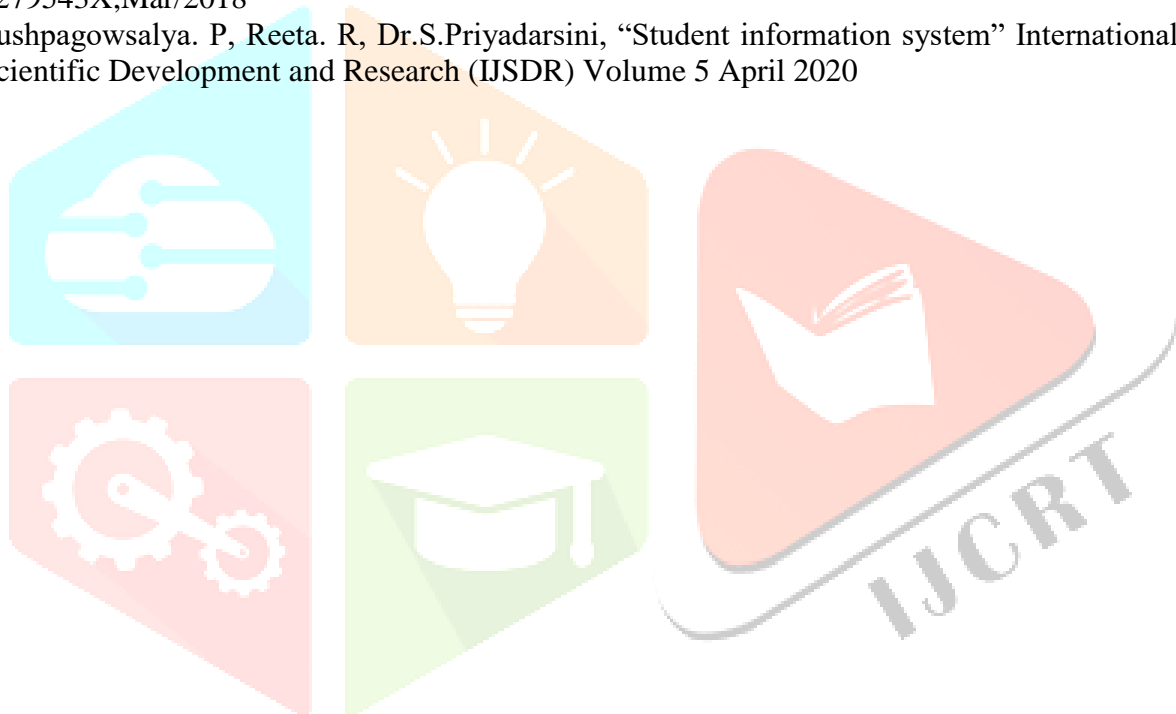 279543X,Mar/2018
ushpagowsalya. P, Reeta. R, Dr.S.Priyadarsini, “Student information system” International
cientific Development and Research (IJSDR) Volume 5 April 2020
IJCRT